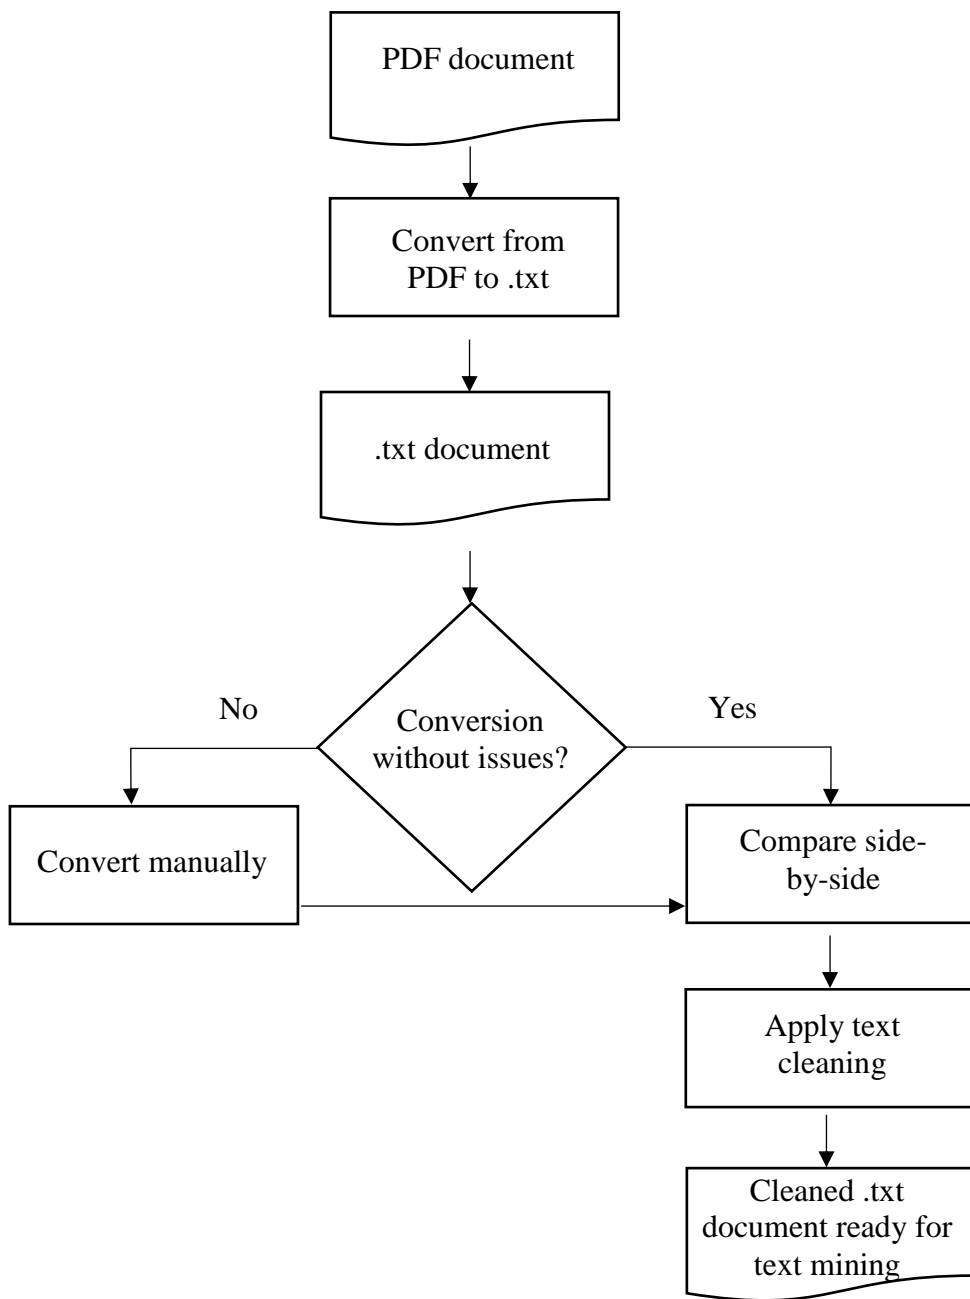 PDF document
Convert from
PDF to .txt
.txt document
No
Yes
Conversion
without issues?
Convert manually
Compare side-
by-side
Apply text
cleaning
Cleaned .txt
document ready for
text mining